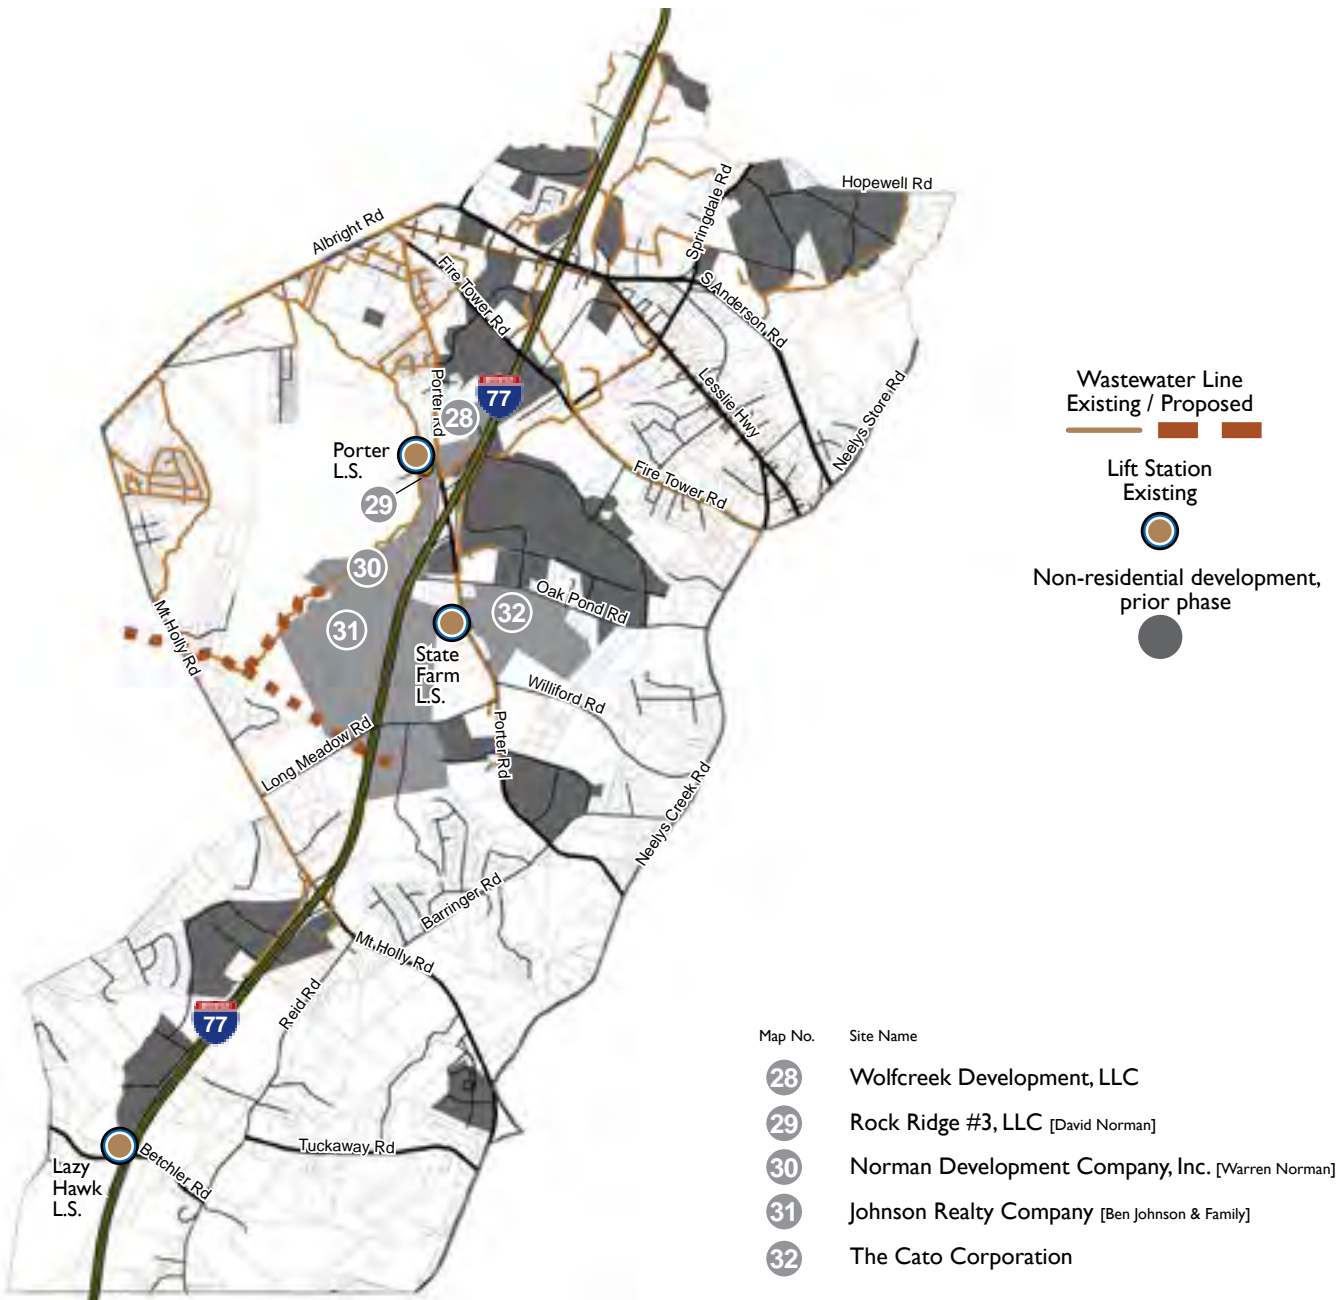 Hopewell Rd
Springdale Rd
Albright Rd
Fire Tower Rd
S Anderson Rd
Porter Rd
77
28
Lesslie Hwy
Neelys Store Rd
Porter
L.S.
Fire Tower Rd
29
30
Oak Pond Rd
32
31
Mt Holly Rd
State
Farm
L.S.
Williford Rd
Porter Rd
Long Meadow Rd
Neelys Creek Rd
Barringer Rd
Mt Holly Rd
Reid Rd
77
Tuckaway Rd
Betchler Rd
Lazy
Hawk
L.S.
Wastewater Line
Existing / Proposed
Lift Station
Existing
Non-residential development,
prior phase
Map No. Site Name
28 Wolfcreek Development, LLC
29 Rock Ridge #3, LLC [David Norman]
30 Norman Development Company, Inc. [Warren Norman]
31 Johnson Realty Company [Ben Johnson & Family]
32 The Cato Corporation